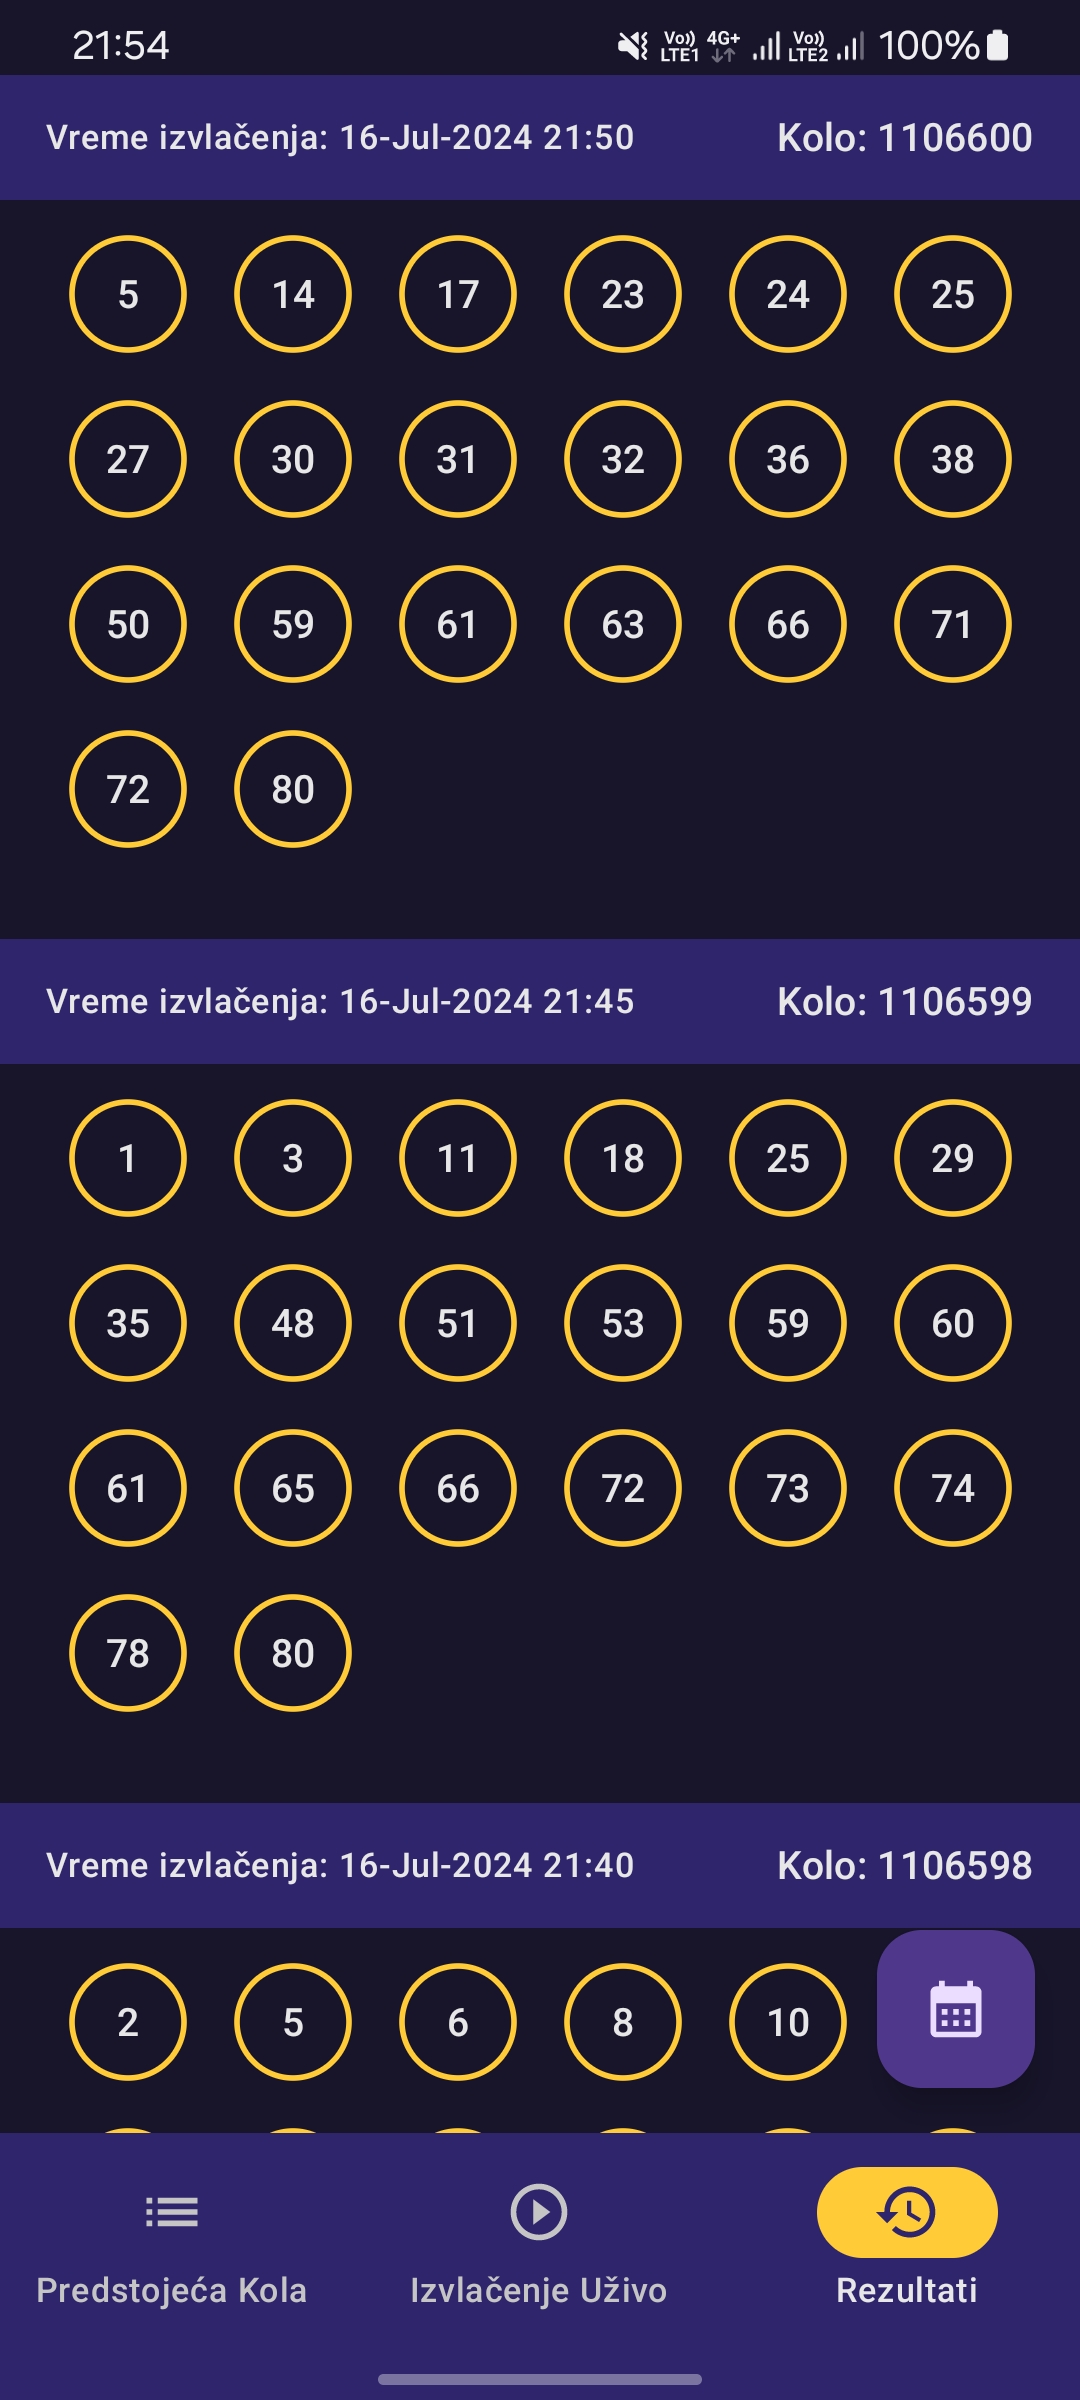 21:54 Vo)) LTE1 4G+ Vo)) LTE2 100%
Vreme izvlačenja: 16-Jul-2024 21:50 Kolo: 1106600
5 14 17 23 24 25
27 30 31 32 36 38
50 59 61 63 66 71
72 80
Vreme izvlačenja: 16-Jul-2024 21:45 Kolo: 1106599
1 3 11 18 25 29
35 48 51 53 59 60
61 65 66 72 73 74
78 80
Vreme izvlačenja: 16-Jul-2024 21:40 Kolo: 1106598
2 5 6 8 10
Predstojeća Kola Izvlačenje Uživo Rezultati